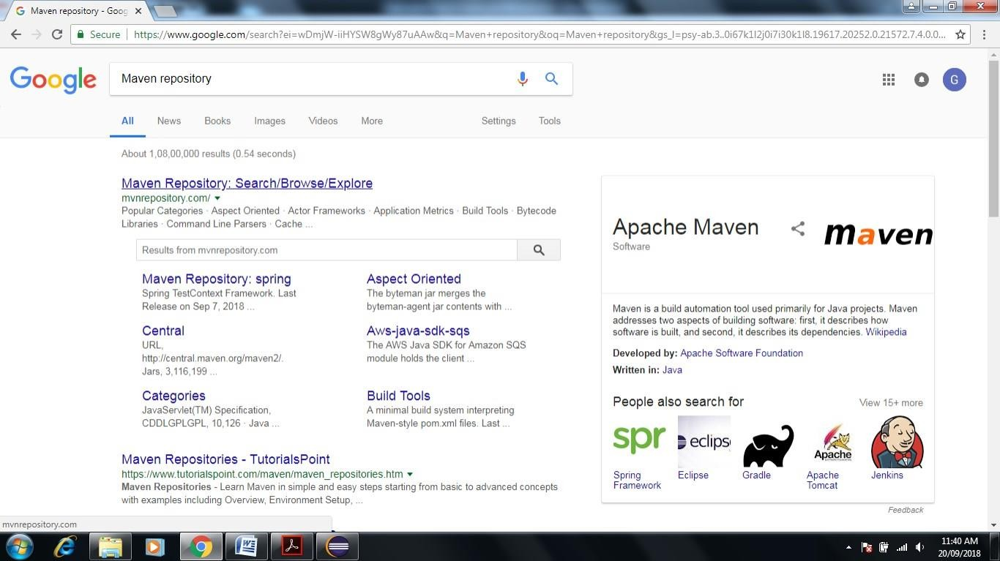 Maven repository - Goog
Secure
https://www.google.com/search?ei=wDmjW-iiHYSW8gWy87uAAw&q=Maven+repository&oq=Maven+repository&gs_l=psy-ab.3..0i67k1l2j0i7i30k1l8.19617.20252.0.21572.7.4.0.0...
Google
Maven repository
G
All News Books Images Videos More Settings Tools
About 1,08,00,000 results (0.54 seconds)
Maven Repository: Search/Browse/Explore
mvnrepository.com/
Popular Categories · Aspect Oriented · Actor Frameworks · Application Metrics · Build Tools · Bytecode
Libraries · Command Line Parsers · Cache ...
Results from mvnrepository.com
Maven Repository: spring
Spring TestContext Framework. Last
Release on Sep 7, 2018 ...
Aspect Oriented
The byteman jar merges the
byteman-agent jar contents with ...
Central
URL,
http://central.maven.org/maven2/.
Jars, 3,116,199 ...
Aws-java-sdk-sqs
The AWS Java SDK for Amazon SQS
module holds the client ...
Categories
JavaServlet(TM) Specification,
CDDLGPLGPL, 10,126 · Java ...
Build Tools
A minimal build system interpreting
Maven-style pom.xml files. Last ...
Maven Repositories - TutorialsPoint
https://www.tutorialspoint.com/maven/maven_repositories.htm
Maven Repositories - Learn Maven in simple and easy steps starting from basic to advanced concepts
with examples including Overview, Environment Setup, ...
Apache Maven
Software
maven
Maven is a build automation tool used primarily for Java projects. Maven
addresses two aspects of building software: first, it describes how
software is built, and second, it describes its dependencies. Wikipedia
Developed by: Apache Software Foundation
Written in: Java
People also search for
View 15+ more
spr
eclips
Apache
Spring
Framework
Eclipse
Gradle
Apache
Tomcat
Jenkins
Feedback
mvnrepository.com
11:40 AM
20/09/2018